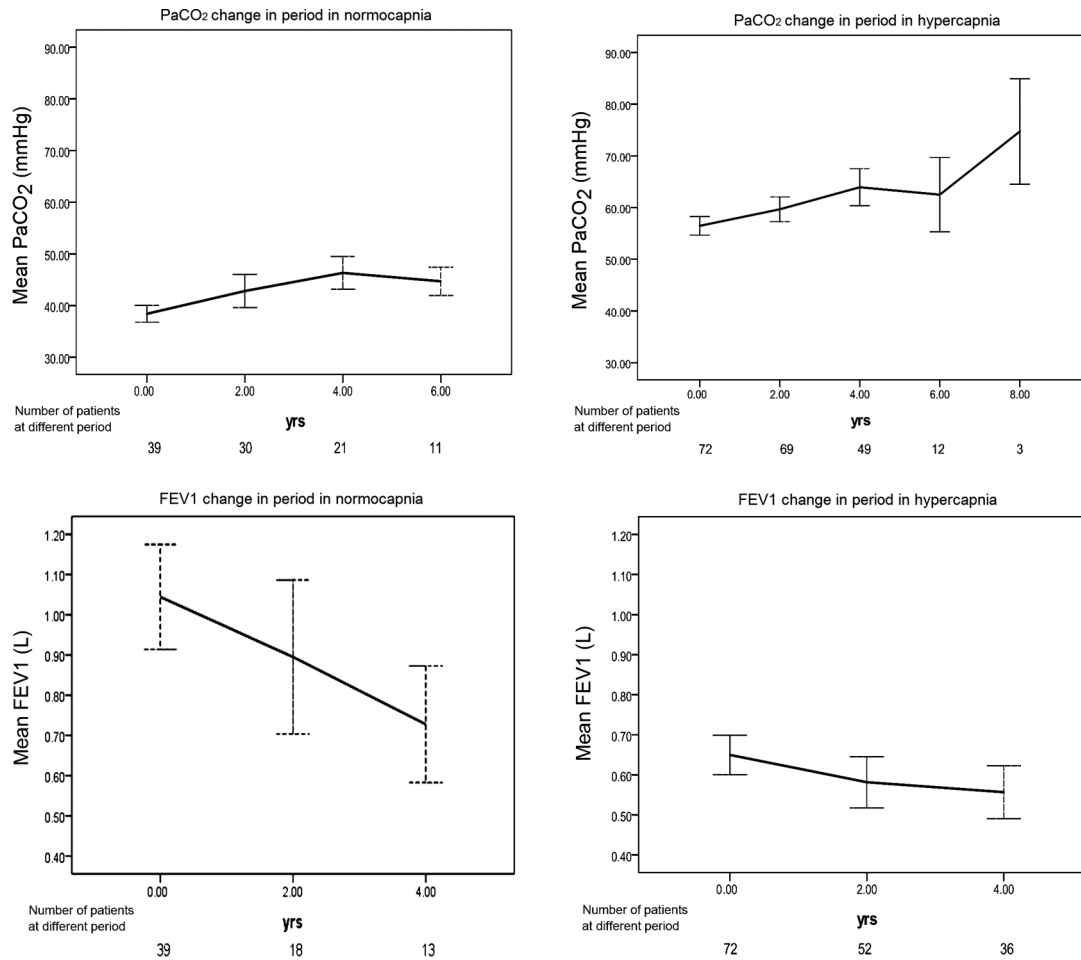 PaCO2 change in period in normocapnia
Mean PaCO2 (mmHg)
90.00
80.00
70.00
60.00
50.00
40.00
30.00
0.00 2.00 4.00 6.00
yrs
Number of patients
at different period
39 30 21 11
PaCO2 change in period in hypercapnia
Mean PaCO2 (mmHg)
90.00
80.00
70.00
60.00
50.00
40.00
30.00
0.00 2.00 4.00 6.00 8.00
yrs
Number of patients
at different period
72 69 49 12 3
FEV1 change in period in normocapnia
Mean FEV1 (L)
1.20
1.10
1.00
0.90
0.80
0.70
0.60
0.50
0.40
0.00 2.00 4.00
yrs
Number of patients
at different period
39 18 13
FEV1 change in period in hypercapnia
Mean FEV1 (L)
1.20
1.10
1.00
0.90
0.80
0.70
0.60
0.50
0.40
0.00 2.00 4.00
yrs
Number of patients
at different period
72 52 36